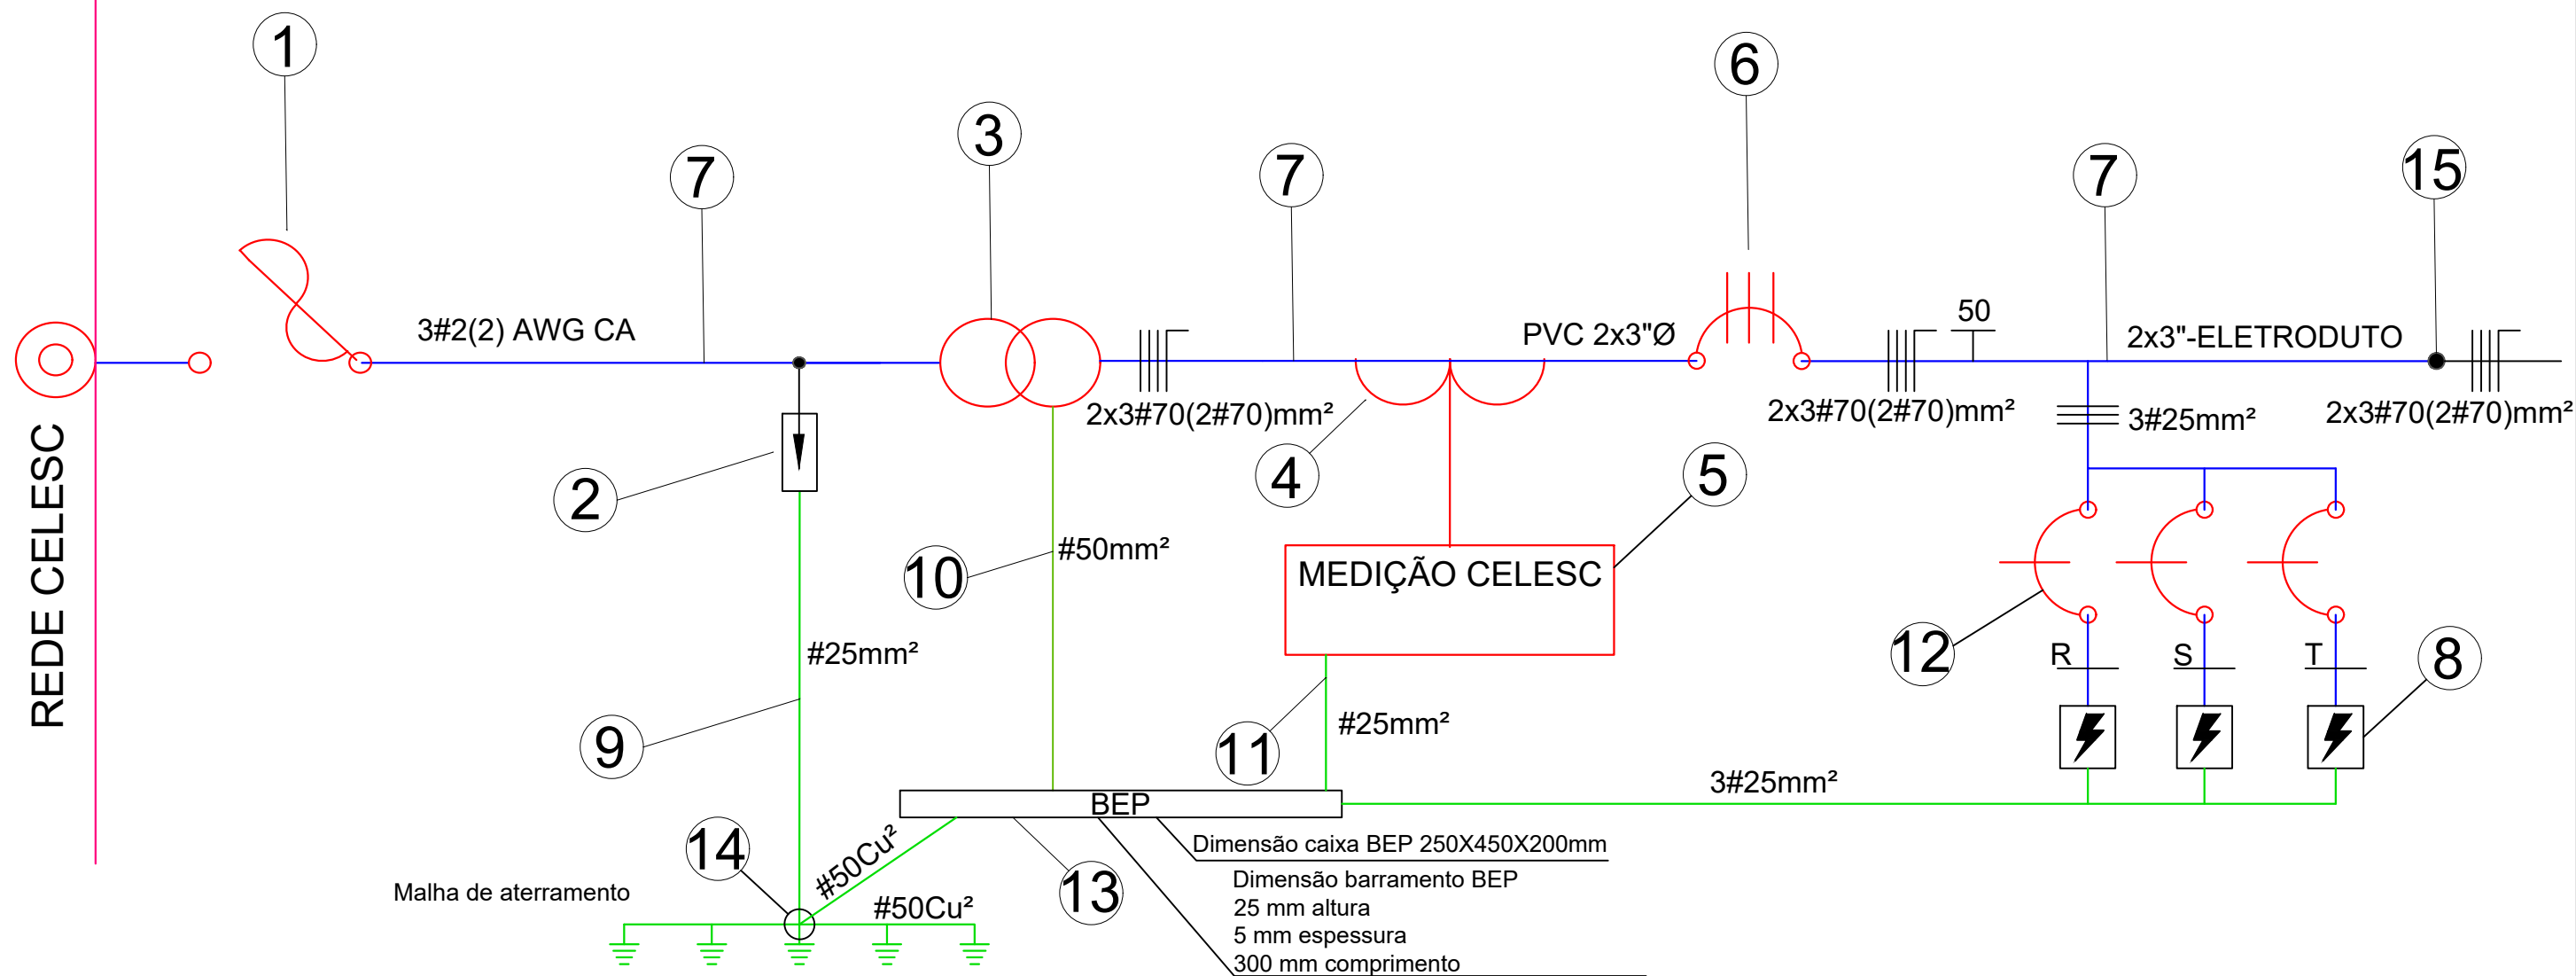 1
6
3
7
7
7
15
50
3#2(2) AWG CA
PVC 2x3"Ø
2x3"-ELETRODUTO
2x3#70(2#70)mm²
2x3#70(2#70)mm²
3#25mm²
2x3#70(2#70)mm²
REDE CELESC
2
4
5
10
#50mm²
MEDIÇÃO CELESC
#25mm²
12
R
S
T
8
9
11
#25mm²
3#25mm²
BEP
14
#50Cu²
Dimensão caixa BEP 250X450X200mm
13
Malha de aterramento
#50Cu²
Dimensão barramento BEP
25 mm altura
5 mm espessura
300 mm comprimento